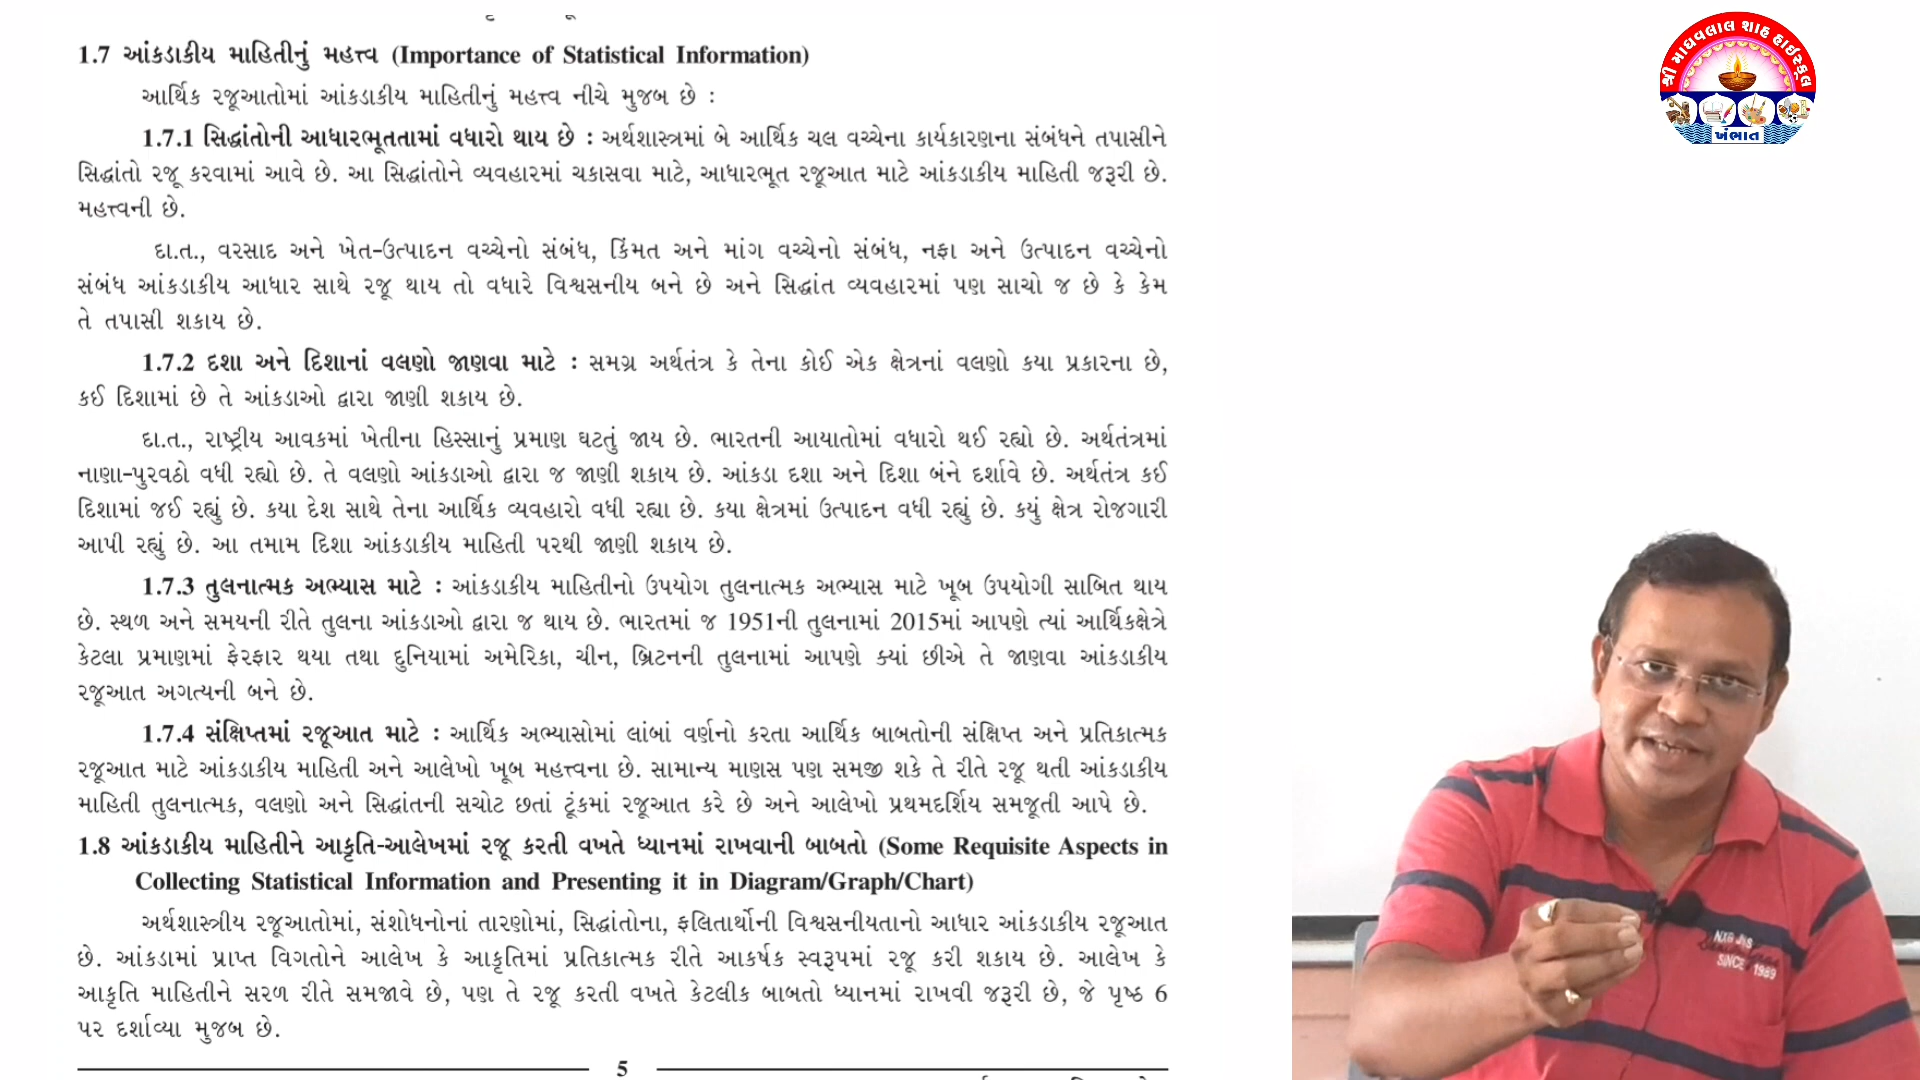 1.7 આંકડાકીય માહિતીનું મહત્ત્વ (Importance of Statistical Information)
આર્થિક રજૂઆતોમાં આંકડાકીય માહિતીનું મહત્ત્વ નીચે મુજબ છે :
1.7.1 સિદ્ધાંતોની આધારભૂતતામાં વધારો થાય છે : અર્થશાસ્ત્રમાં બે આર્થિક ચલ વચ્ચેના કાર્યકારણના સંબંધને તપાસીને
સિદ્ધાંતો રજૂ કરવામાં આવે છે. આ સિદ્ધાંતોને વ્યવહારમાં ચકાસવા માટે, આધારભૂત રજૂઆત માટે આંકડાકીય માહિતી જરૂરી છે.
મહત્ત્વની છે.
દા.ત., વરસાદ અને ખેત-ઉત્પાદન વચ્ચેનો સંબંધ, કિંમત અને માંગ વચ્ચેનો સંબંધ, નફા અને ઉત્પાદન વચ્ચેનો
સંબંધ આંકડાકીય આધાર સાથે રજૂ થાય તો વધારે વિશ્વસનીય બને છે અને સિદ્ધાંત વ્યવહારમાં પણ સાચો જ છે કે કેમ
તે તપાસી શકાય છે.
1.7.2 દશા અને દિશાનાં વલણો જાણવા માટે : સમગ્ર અર્થતંત્ર કે તેના કોઈ એક ક્ષેત્રનાં વલણો કયા પ્રકારના છે,
કઈ દિશામાં છે તે આંકડાઓ દ્વારા જાણી શકાય છે.
દા.ત., રાષ્ટ્રીય આવકમાં ખેતીના હિસ્સાનું પ્રમાણ ઘટતું જાય છે. ભારતની આયાતોમાં વધારો થઈ રહ્યો છે. અર્થતંત્રમાં
નાણા-પુરવઠો વધી રહ્યો છે. તે વલણો આંકડાઓ દ્વારા જ જાણી શકાય છે. આંકડા દશા અને દિશા બંને દર્શાવે છે. અર્થતંત્ર કઈ
દિશામાં જઈ રહ્યું છે. કયા દેશ સાથે તેના આર્થિક વ્યવહારો વધી રહ્યા છે. કયા ક્ષેત્રમાં ઉત્પાદન વધી રહ્યું છે. કયું ક્ષેત્ર રોજગારી
આપી રહ્યું છે. આ તમામ દિશા આંકડાકીય માહિતી પરથી જાણી શકાય છે.
1.7.3 તુલનાત્મક અભ્યાસ માટે : આંકડાકીય માહિતીનો ઉપયોગ તુલનાત્મક અભ્યાસ માટે ખૂબ ઉપયોગી સાબિત થાય
છે. સ્થળ અને સમયની રીતે તુલના આંકડાઓ દ્વારા જ થાય છે. ભારતમાં જ 1951ની તુલનામાં 2015માં આપણે ત્યાં આર્થિકક્ષેત્રે
કેટલા પ્રમાણમાં ફેરફાર થયા તથા દુનિયામાં અમેરિકા, ચીન, બ્રિટનની તુલનામાં આપણે ક્યાં છીએ તે જાણવા આંકડાકીય
રજૂઆત અગત્યની બને છે.
1.7.4 સંક્ષિપ્તમાં રજૂઆત માટે : આર્થિક અભ્યાસોમાં લાંબાં વર્ણનો કરતા આર્થિક બાબતોની સંક્ષિપ્ત અને પ્રતિકાત્મક
રજૂઆત માટે આંકડાકીય માહિતી અને આલેખો ખૂબ મહત્ત્વના છે. સામાન્ય માણસ પણ સમજી શકે તે રીતે રજૂ થતી આંકડાકીય
માહિતી તુલનાત્મક, વલણો અને સિદ્ધાંતની સચોટ છતાં ટૂંકમાં રજૂઆત કરે છે અને આલેખો પ્રથમદર્શિય સમજૂતી આપે છે.
1.8 આંકડાકીય માહિતીને આકૃતિ-આલેખમાં રજૂ કરતી વખતે ધ્યાનમાં રાખવાની બાબતો (Some Requisite Aspects in
Collecting Statistical Information and Presenting it in Diagram/Graph/Chart)
અર્થશાસ્ત્રીય રજૂઆતોમાં, સંશોધનોનાં તારણોમાં, સિદ્ધાંતોના, ફલિતાર્થોની વિશ્વસનીયતાનો આધાર આંકડાકીય રજૂઆત
છે. આંકડામાં પ્રાપ્ત વિગતોને આલેખ કે આકૃતિમાં પ્રતિકાત્મક રીતે આકર્ષક સ્વરૂપમાં રજૂ કરી શકાય છે. આલેખ કે
આકૃતિ માહિતીને સરળ રીતે સમજાવે છે, પણ તે રજૂ કરતી વખતે કેટલીક બાબતો ધ્યાનમાં રાખવી જરૂરી છે, જે પૃષ્ઠ 6
પર દર્શાવ્યા મુજબ છે.
5
શ્રી માધવલાલ શાહ હાઈસ્કૂલ
ખંભાત
SINCE 1989